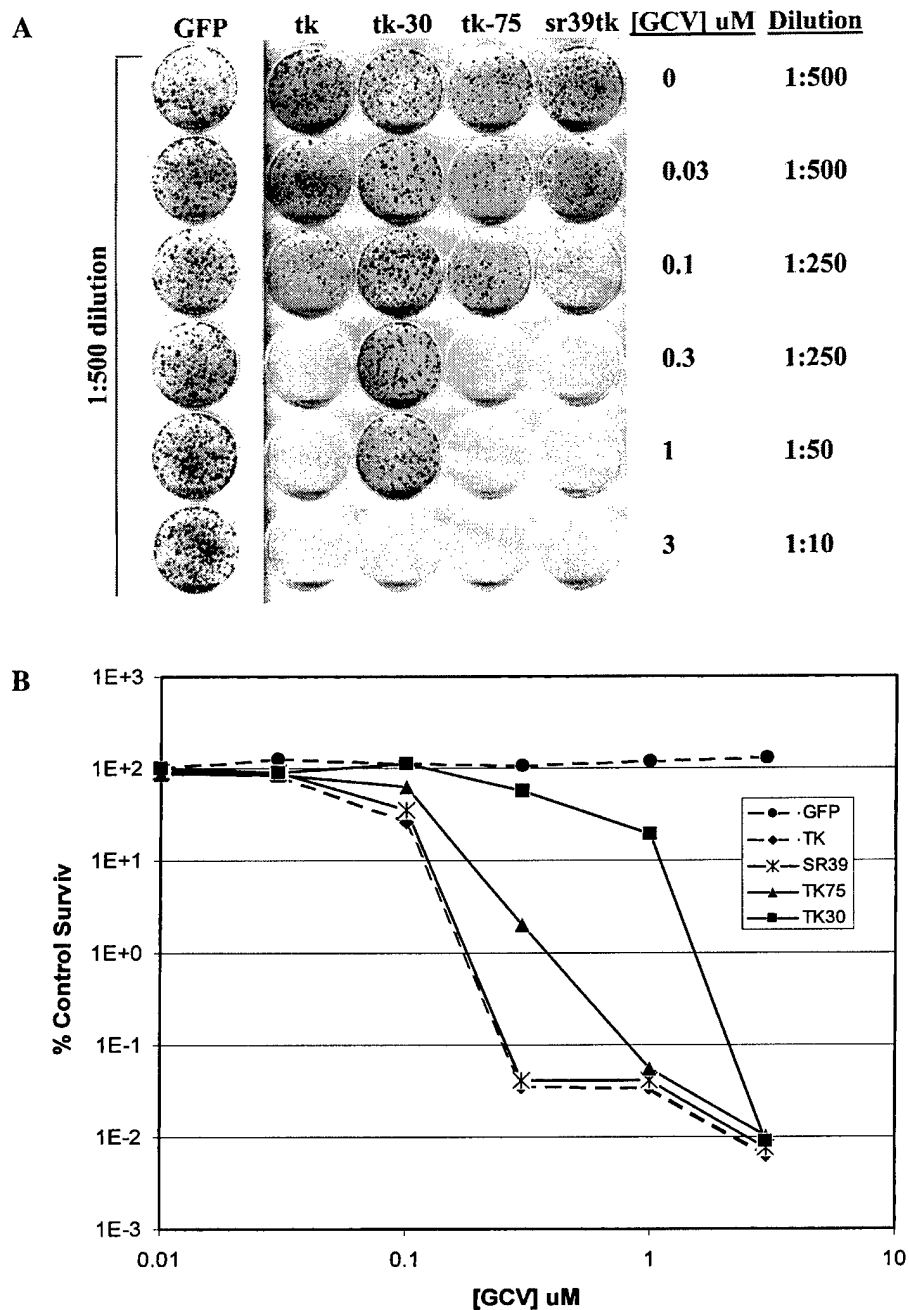 A
GFP tk tk-30 tk-75 sr39tk [GCV] uM Dilution
1:500 dilution
0 1:500
0.03 1:500
0.1 1:250
0.3 1:250
1 1:50
3 1:10
B
1E+3
1E+2
1E+1
1E+0
1E-1
1E-2
1E-3
% Control Surviv
GFP
TK
SR39
TK75
TK30
0.01 0.1 1 10
[GCV] uM